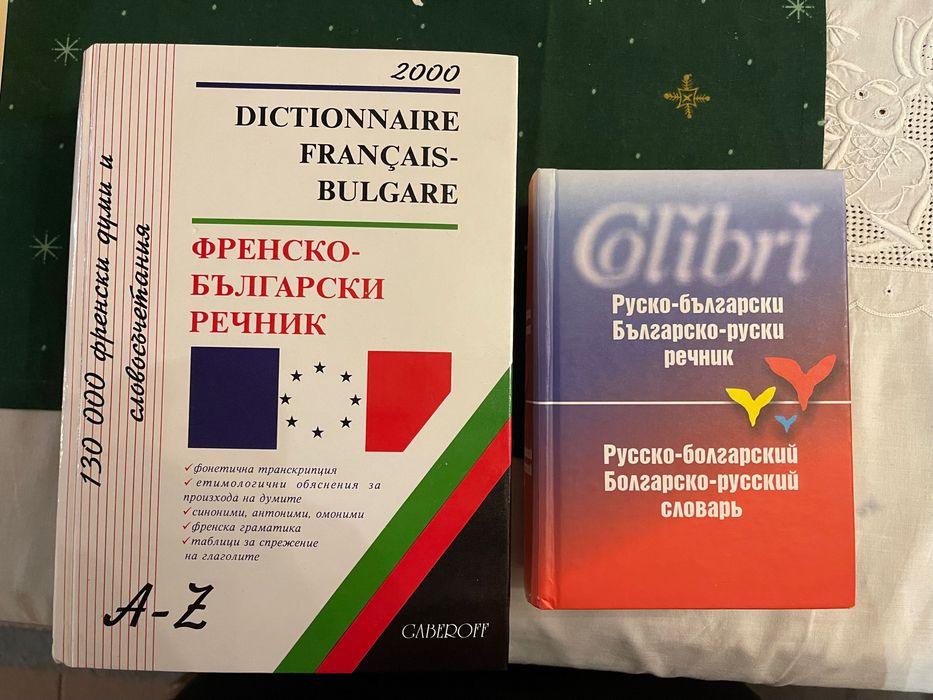 2000
DICTIONNAIRE
FRANÇAIS-
BULGARE
ФРЕНСКО-
БЪЛГАРСКИ
РЕЧНИК
130 000 френски думи и
словосъчетания
✓фонетична транскрипция
✓етимологични обяснения за
произхода на думите
✓синоними, антоними, омоними
✓френска граматика
✓таблици за спрежение
на глаголите
A-Z
GABEROFF
Colibri
Руско-български
Българско-руски
речник
Русско-болгарский
Болгарско-русский
словарь